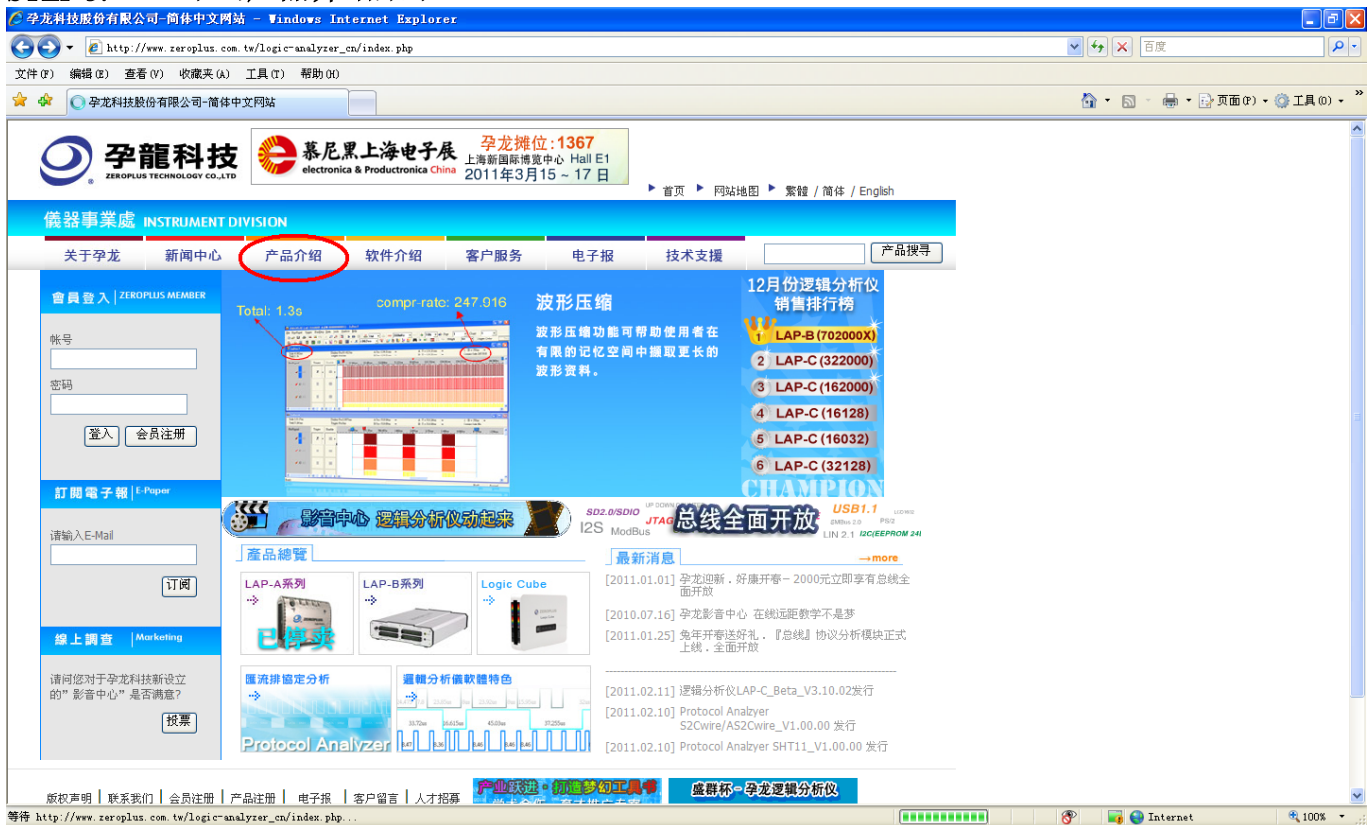 孕龙科技股份有限公司-简体中文网站 - Windows Internet Explorer
http://www.zeroplus.com.tw/logic-analyzer_cn/index.php
百度
文件(F) 编辑(E) 查看(V) 收藏夹(A) 工具(T) 帮助(H)
孕龙科技股份有限公司-简体中文网站
页面(P) 工具(O)
孕龍科技
ZEROPLUS TECHNOLOGY CO.,LTD
慕尼黑上海电子展
electronica & Productronica China
孕龙摊位:1367
上海新国际博览中心 Hall E1
2011年3月15 ~ 17 日
首页 网站地图 繁體 / 简体 / English
儀器事業處 INSTRUMENT DIVISION
关于孕龙 新闻中心 产品介绍 软件介绍 客户服务 电子报 技术支援 产品搜寻
會員登入 ZEROPLUS MEMBER
帐号
密码
登入 会员注册
Total: 1.3s
compr-rate: 247.916
波形压缩
波形压缩功能可帮助使用者在
有限的记忆空间中撷取更长的
波形资料。
12月份逻辑分析仪
销售排行榜
1 LAP-B (702000X)
2 LAP-C (322000)
3 LAP-C (162000)
4 LAP-C (16128)
5 LAP-C (16032)
6 LAP-C (32128)
CHAMPION
訂閱電子報 E-Paper
请输入E-Mail
订阅
影音中心 逻辑分析仪动起来
SD2.0/SDIO
I2S ModBus
JTAG
总线全面开放
USB1.1
SMBus 2.0 PS/2
LIN 2.1 I2C(EEPROM 24
產品總覽
LAP-A系列
已停卖
LAP-B系列
Logic Cube
匯流排協定分析
Protocol Analyzer
邏輯分析儀軟體特色
最新消息
more
[2011.01.01] 孕龙迎新．好康开春－2000元立即享有总线全
面开放
[2010.07.16] 孕龙影音中心 在线远距教学不是梦
[2011.01.25] 兔年开春送好礼．『总线』协议分析模块正式
上线．全面开放
[2011.02.11] 逻辑分析仪LAP-C_Beta_V3.10.02发行
[2011.02.10] Protocol Analzyer
S2Cwire/AS2Cwire_V1.00.00 发行
[2011.02.10] Protocol Analzyer SHT11_V1.00.00 发行
線上調查 Marketing
请问您对于孕龙科技新设立
的"影音中心"是否满意?
投票
版权声明 联系我们 会员注册 产品注册 电子报 客户留言 人才招募
产业跃进·打造梦幻工具书
盛群杯-孕龙逻辑分析仪
等待 http://www.zeroplus.com.tw/logic-analyzer_cn/index.php...
Internet 100%